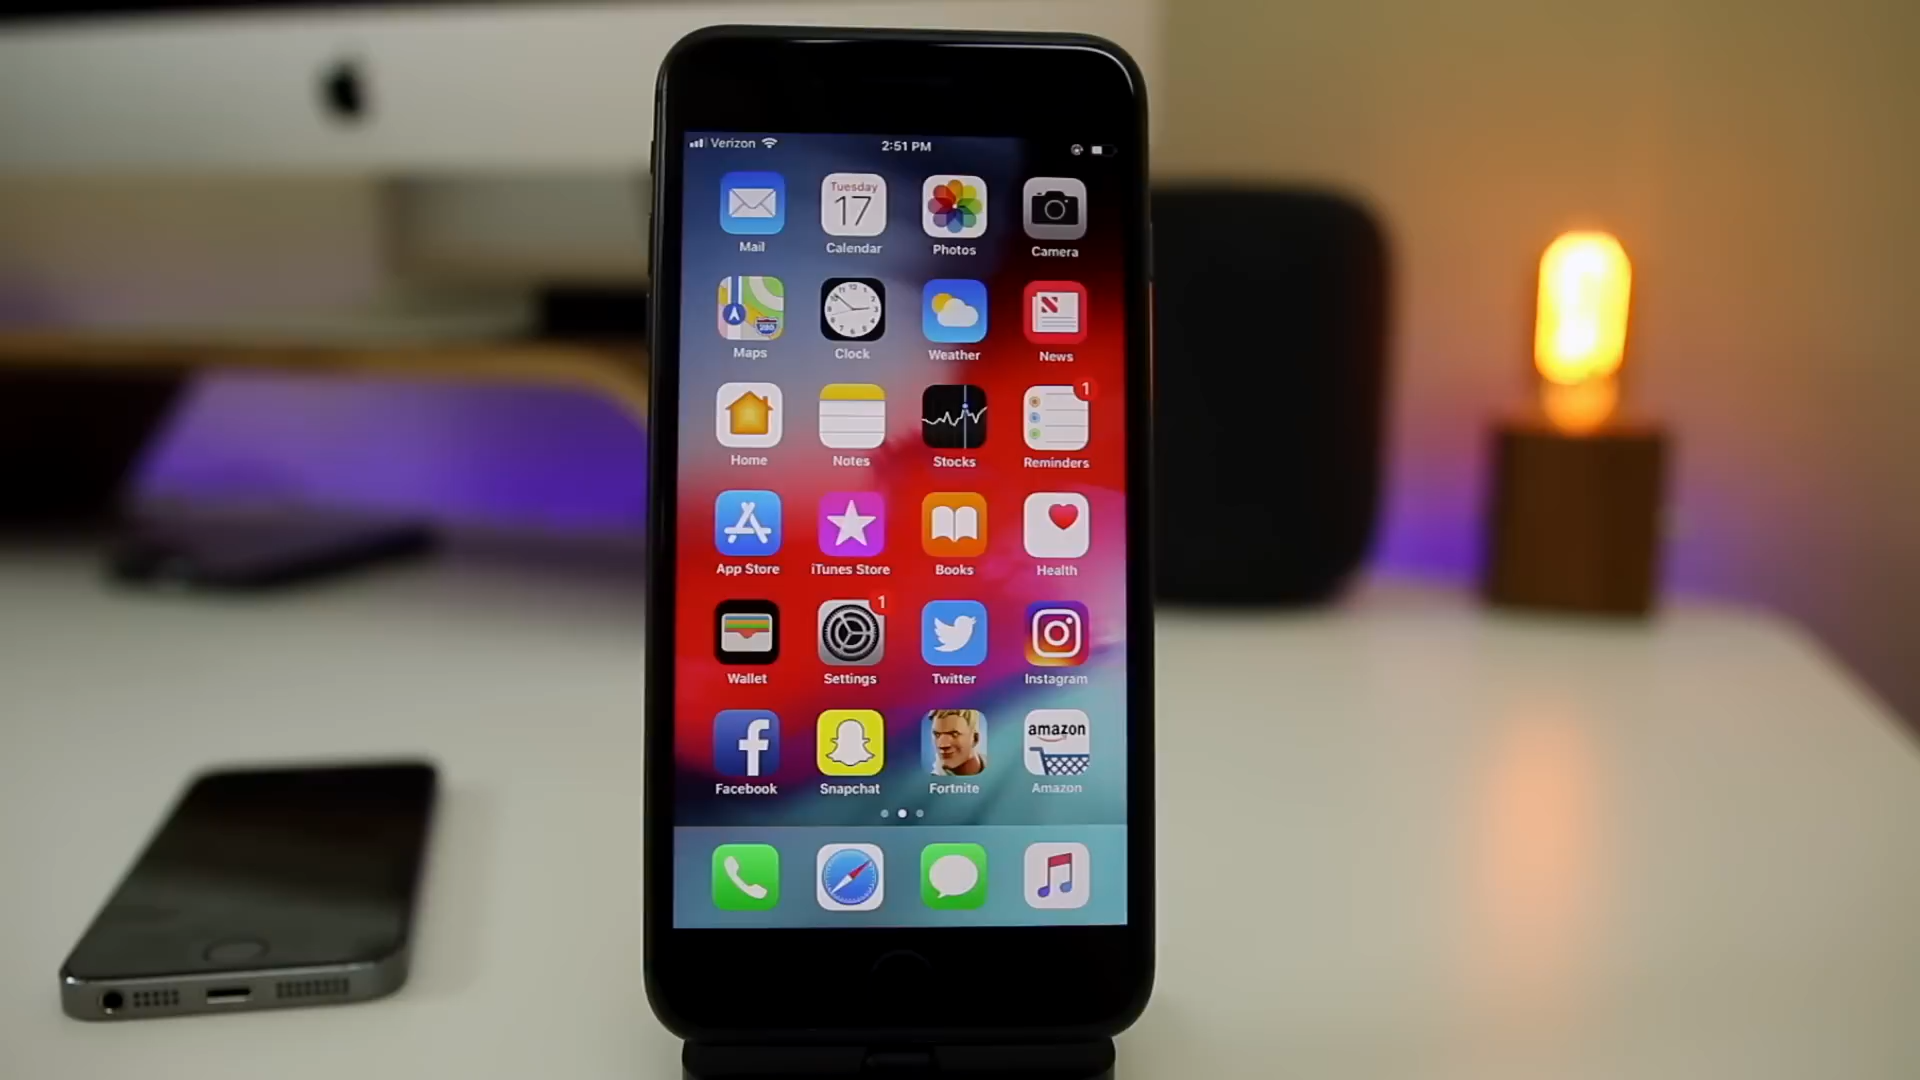 Verizon 2:51 PM
Tuesday
17
Mail Calendar Photos Camera
280
Maps Clock Weather News
1
Home Notes Stocks Reminders
App Store iTunes Store Books Health
1
Wallet Settings Twitter Instagram
amazon
Facebook Snapchat Fortnite Amazon